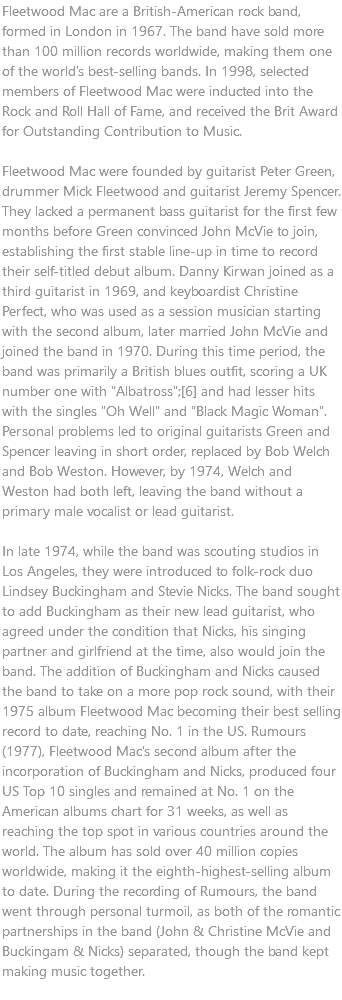 Fleetwood Mac are a British-American rock band,
formed in London in 1967. The band have sold more
than 100 million records worldwide, making them one
of the world's best-selling bands. In 1998, selected
members of Fleetwood Mac were inducted into the
Rock and Roll Hall of Fame, and received the Brit Award
for Outstanding Contribution to Music.

Fleetwood Mac were founded by guitarist Peter Green,
drummer Mick Fleetwood and guitarist Jeremy Spencer.
They lacked a permanent bass guitarist for the first few
months before Green convinced John McVie to join,
establishing the first stable line-up in time to record
their self-titled debut album. Danny Kirwan joined as a
third guitarist in 1969, and keyboardist Christine
Perfect, who was used as a session musician starting
with the second album, later married John McVie and
joined the band in 1970. During this time period, the
band was primarily a British blues outfit, scoring a UK
number one with "Albatross";[6] and had lesser hits
with the singles "Oh Well" and "Black Magic Woman".
Personal problems led to original guitarists Green and
Spencer leaving in short order, replaced by Bob Welch
and Bob Weston. However, by 1974, Welch and
Weston had both left, leaving the band without a
primary male vocalist or lead guitarist.

In late 1974, while the band was scouting studios in
Los Angeles, they were introduced to folk-rock duo
Lindsey Buckingham and Stevie Nicks. The band sought
to add Buckingham as their new lead guitarist, who
agreed under the condition that Nicks, his singing
partner and girlfriend at the time, also would join the
band. The addition of Buckingham and Nicks caused
the band to take on a more pop rock sound, with their
1975 album Fleetwood Mac becoming their best selling
record to date, reaching No. 1 in the US. Rumours
(1977), Fleetwood Mac's second album after the
incorporation of Buckingham and Nicks, produced four
US Top 10 singles and remained at No. 1 on the
American albums chart for 31 weeks, as well as
reaching the top spot in various countries around the
world. The album has sold over 40 million copies
worldwide, making it the eighth-highest-selling album
to date. During the recording of Rumours, the band
went through personal turmoil, as both of the romantic
partnerships in the band (John & Christine McVie and
Buckingam & Nicks) separated, though the band kept
making music together.